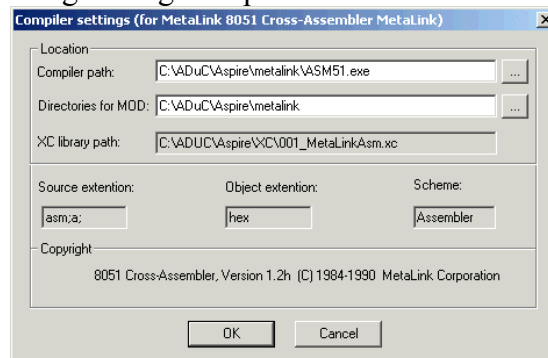 Compiler settings (for MetaLink 8051 Cross-Assembler MetaLink)
Location
Compiler path: C:\ADuC\Aspire\metalink\ASM51.exe ...
Directories for MOD: C:\ADuC\Aspire\metalink ...
XC library path: C:\ADUC\Aspire\XC\001_MetaLinkAsm.xc
Source extention: Object extention: Scheme:
asm;a; hex Assembler
Copyright
8051 Cross-Assembler, Version 1.2h (C) 1984-1990 MetaLink Corporation
OK Cancel